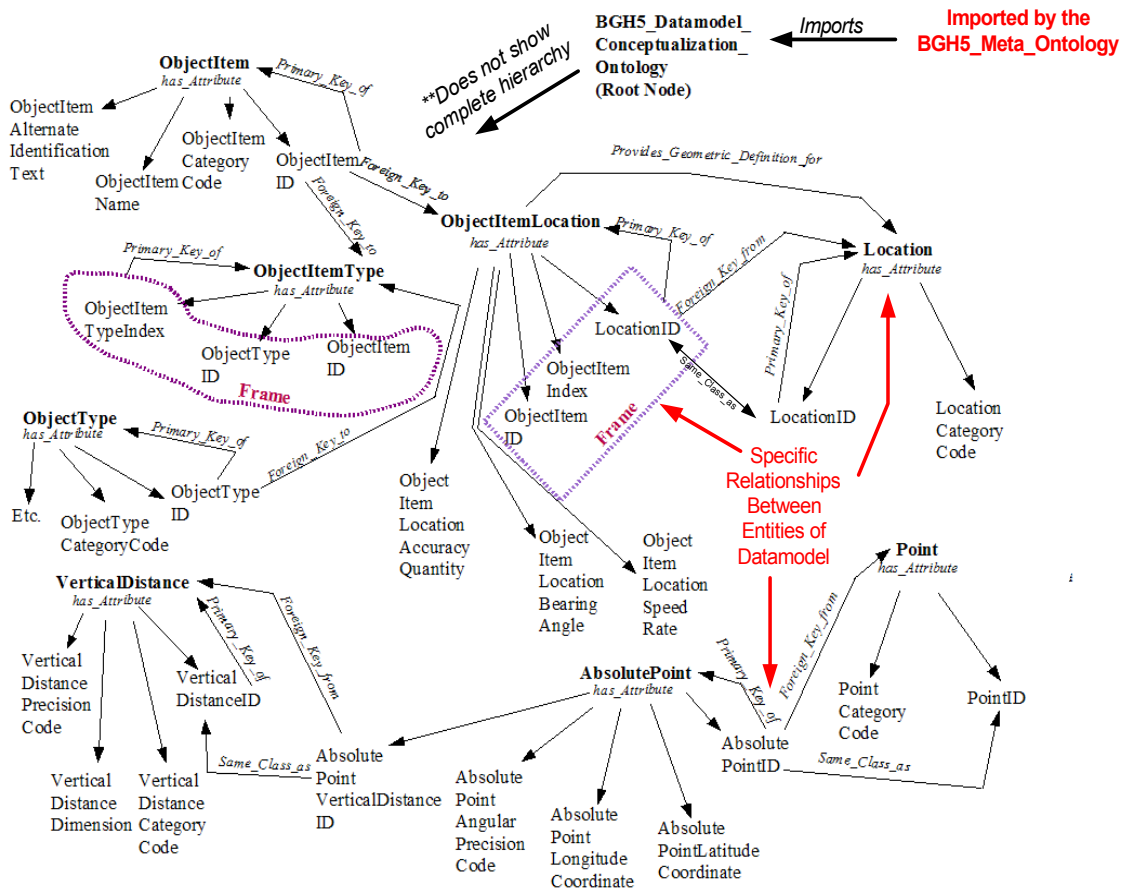 BGH5_Datamodel_
Conceptualization_
Ontology
(Root Node)
Imports
Imported by the
BGH5_Meta_Ontology
**Does not show
complete hierarchy
ObjectItem
has_Attribute
Primary_Key_of
ObjectItem
Alternate
Identification
Text
ObjectItem
Name
ObjectItem
Category
Code
ObjectItem
ID
Foreign_Key_to
Foreign_Key_to
Provides_Geometric_Definition_for
ObjectItemLocation
has_Attribute
Primary_Key_of
Foreign_Key_from
Location
has_Attribute
Primary_Key_of
Primary_Key_of
ObjectItemType
has_Attribute
ObjectItem
TypeIndex
ObjectType
ID
ObjectItem
ID
Frame
LocationID
ObjectItem
Index
ObjectItem
ID
Frame
Same_Class_as
LocationID
Location
Category
Code
ObjectType
has_Attribute
Primary_Key_of
Foreign_Key_to
Etc.
ObjectType
CategoryCode
ObjectType
ID
Object
Item
Location
Accuracy
Quantity
Object
Item
Location
Bearing
Angle
Object
Item
Location
Speed
Rate
Specific
Relationships
Between
Entities of
Datamodel
Point
has_Attribute
i
VerticalDistance
has_Attribute
Primary_Key_of
Foreign_Key_from
Vertical
Distance
Precision
Code
Vertical
DistanceID
Vertical
Distance
Dimension
Vertical
Distance
Category
Code
Same_Class_as
Absolute
Point
VerticalDistance
ID
AbsolutePoint
has_Attribute
Primary_Key_of
Foreign_Key_from
Absolute
Point
Angular
Precision
Code
Absolute
Point
Longitude
Coordinate
Absolute
PointLatitude
Coordinate
Absolute
PointID
Same_Class_as
Point
Category
Code
PointID